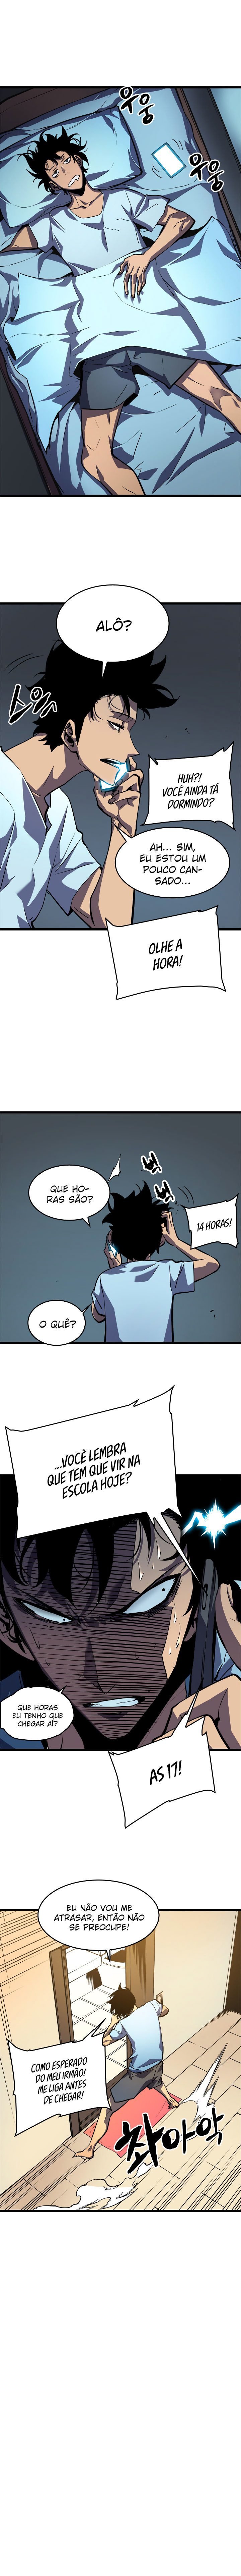 우웅
우웅
ALÔ?
HUH?!
VOCÊ AINDA TÁ
DORMINDO?
AH... SIM,
EU ESTOU UM
POUCO CAN-
SADO...
OLHE A
HORA!
QUE HO-
RAS SÃO?
14 HORAS!
O QUÊ?
...VOCÊ LEMBRA
QUE TEM QUE VIR NA
ESCOLA HOJE?
QUE HORAS
EU TENHO QUE
CHEGAR AÍ?
AS 17!
EU NÃO VOU ME
ATRASAR, ENTÃO NÃO
SE PREOCUPE!
COMO ESPERADO
DO MEU IRMÃO!
ME LIGA ANTES
DE CHEGAR!
촤아악